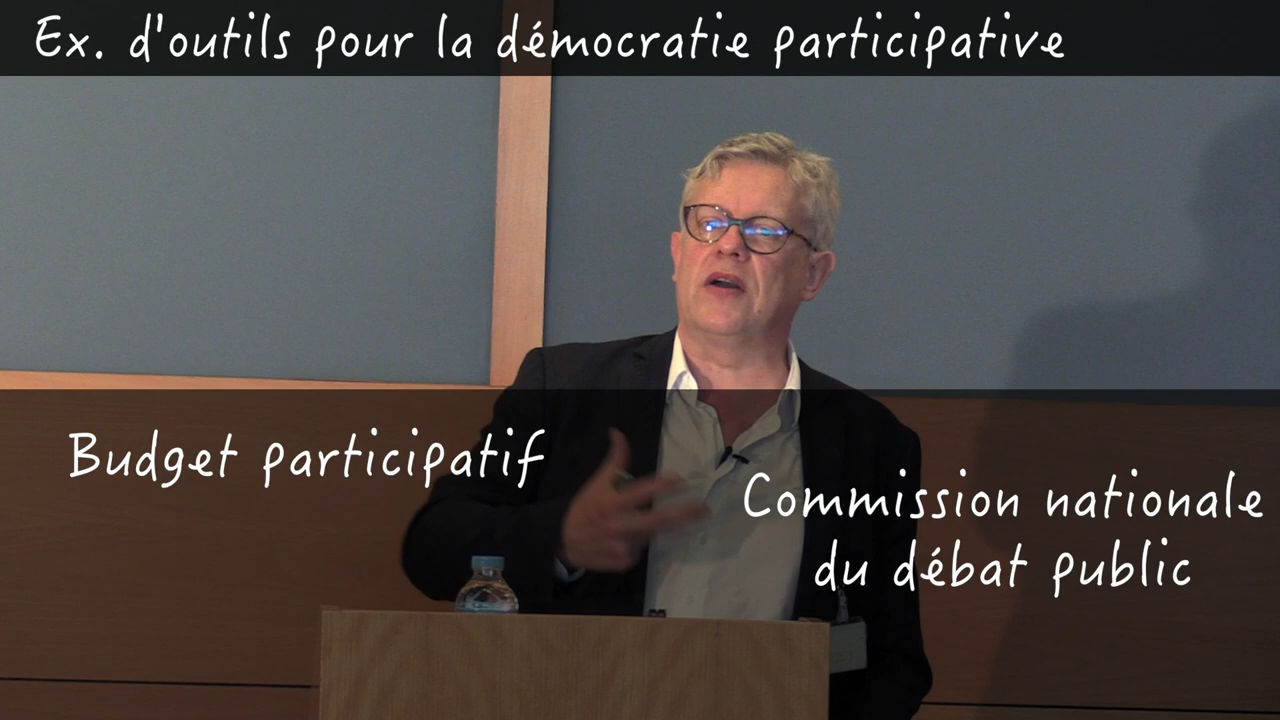 Ex. d'outils pour la démocratie participative
Budget participatif
Commission nationale
du débat public